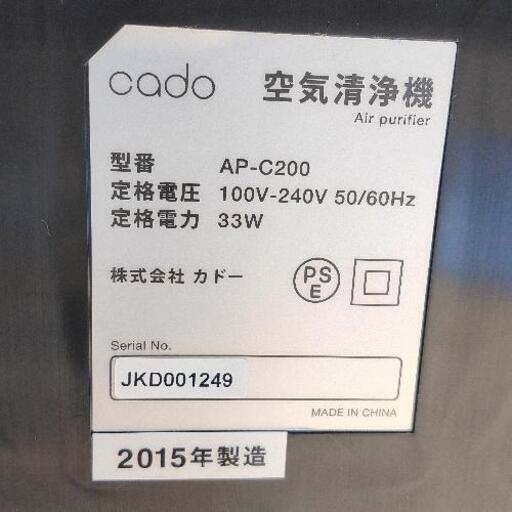 cado 空気清浄機
Air purifier
型番 AP-C200
定格電圧 100V-240V 50/60Hz
定格電力 33W
株式会社 カドー
PS
E
Serial No.
JKD001249
MADE IN CHINA
2015年製造